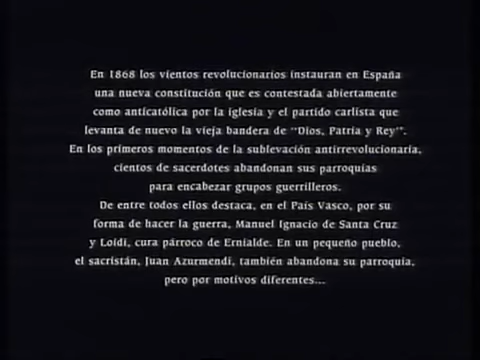 En 1868 los vientos revolucionarios instauran en España
una nueva constitución que es contestada abiertamente
como anticatólica por la iglesia y el partido carlista que
levanta de nuevo la vieja bandera de "Dios, Patria y Rey".
En los primeros momentos de la sublevación antirrevolucionaria,
cientos de sacerdotes abandonan sus parroquias
para encabezar grupos guerrilleros.
De entre todos ellos destaca, en el País Vasco, por su
forma de hacer la guerra, Manuel Ignacio de Santa Cruz
y Loidi, cura párroco de Ernialde. En un pequeño pueblo,
el sacristán, Juan Azurmendi, también abandona su parroquia,
pero por motivos diferentes...